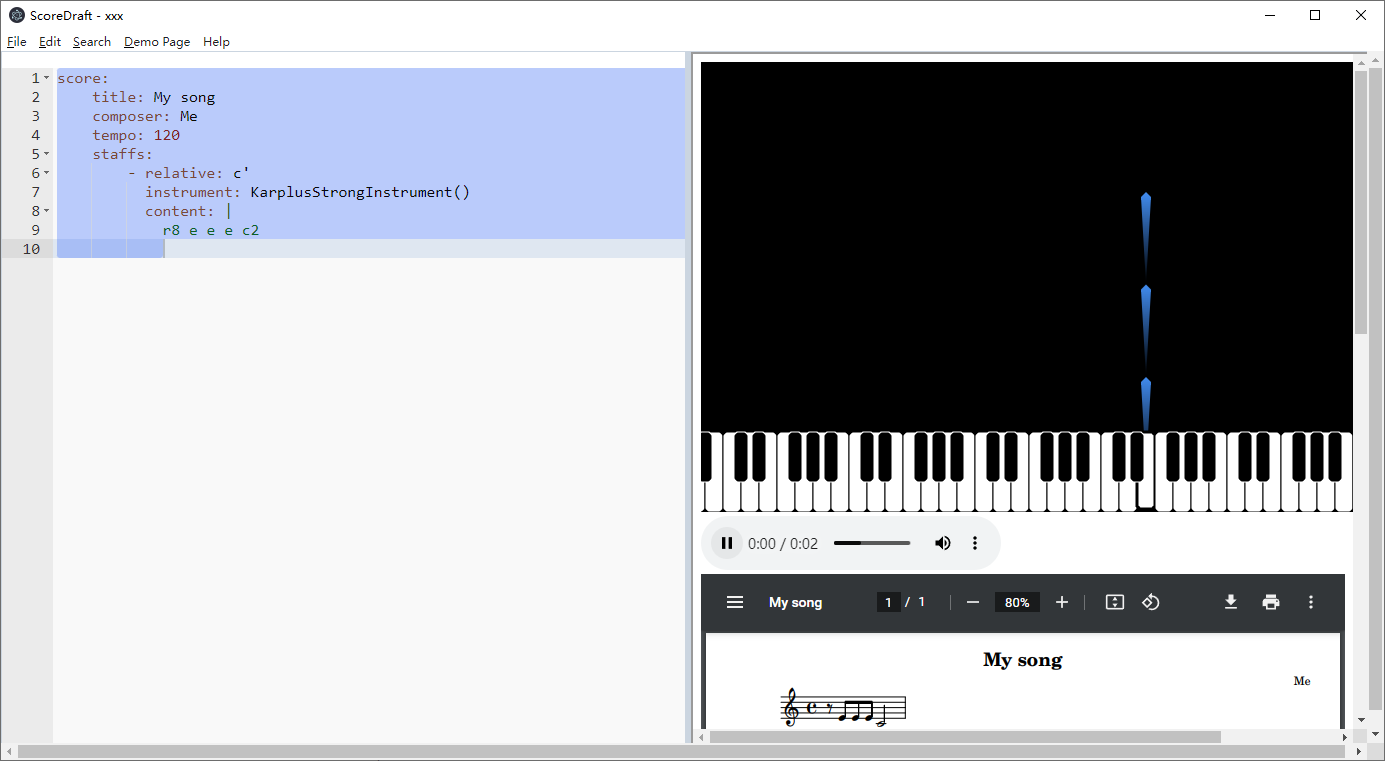 ScoreDraft - xxx
File Edit Search Demo Page Help
1 score:
2 title: My song
3 composer: Me
4 tempo: 120
5 staffs:
6 - relative: c'
7 instrument: KarplusStrongInstrument()
8 content: |
9 r8 e e e c2
10
0:00 / 0:02
My song 1 / 1 80%
My song
Me